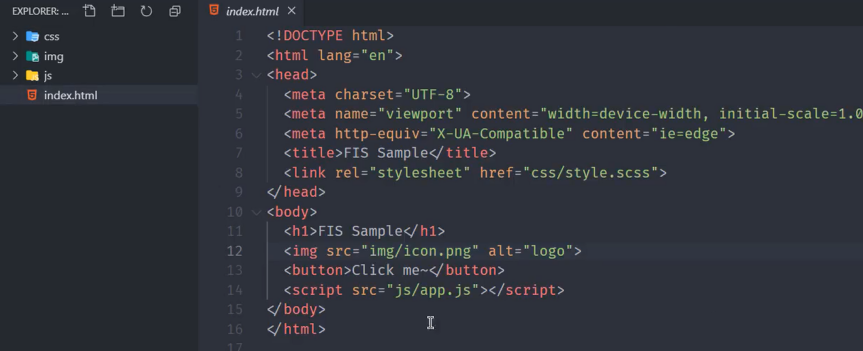 EXPLORER: ...
css
img
js
index.html
index.html ×
1 <!DOCTYPE html>
2 <html lang="en">
3 <head>
4 <meta charset="UTF-8">
5 <meta name="viewport" content="width=device-width, initial-scale=1.0
6 <meta http-equiv="X-UA-Compatible" content="ie=edge">
7 <title>FIS Sample</title>
8 <link rel="stylesheet" href="css/style.scss">
9 </head>
10 <body>
11 <h1>FIS Sample</h1>
12 <img src="img/icon.png" alt="logo">
13 <button>Click me~</button>
14 <script src="js/app.js"></script>
15 </body>
16 </html>
17